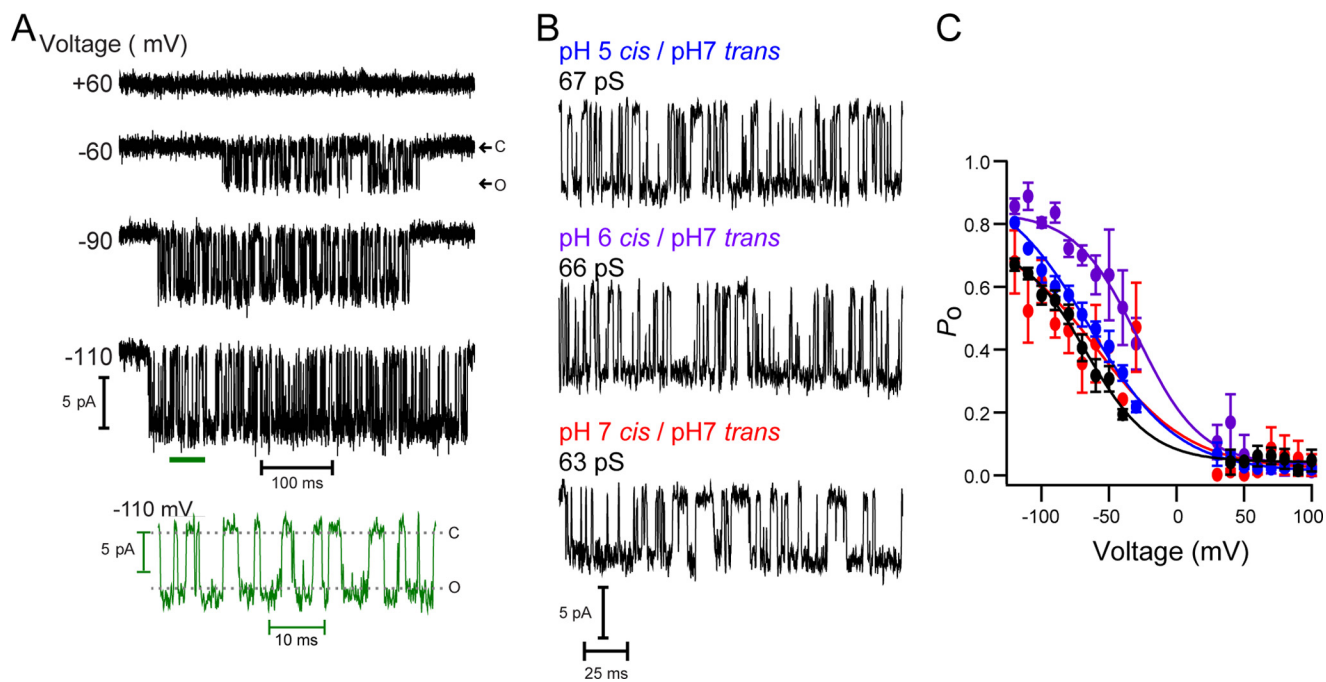 A
Voltage ( mV)
+60
-60
C
O
-90
-110
5 pA
100 ms
-110 mV
C
5 pA
O
10 ms
B
pH 5 cis / pH7 trans
67 pS
pH 6 cis / pH7 trans
66 pS
pH 7 cis / pH7 trans
63 pS
5 pA
25 ms
C
1.0
0.8
0.6
Po
0.4
0.2
0.0
-100 -50 0 50 100
Voltage (mV)